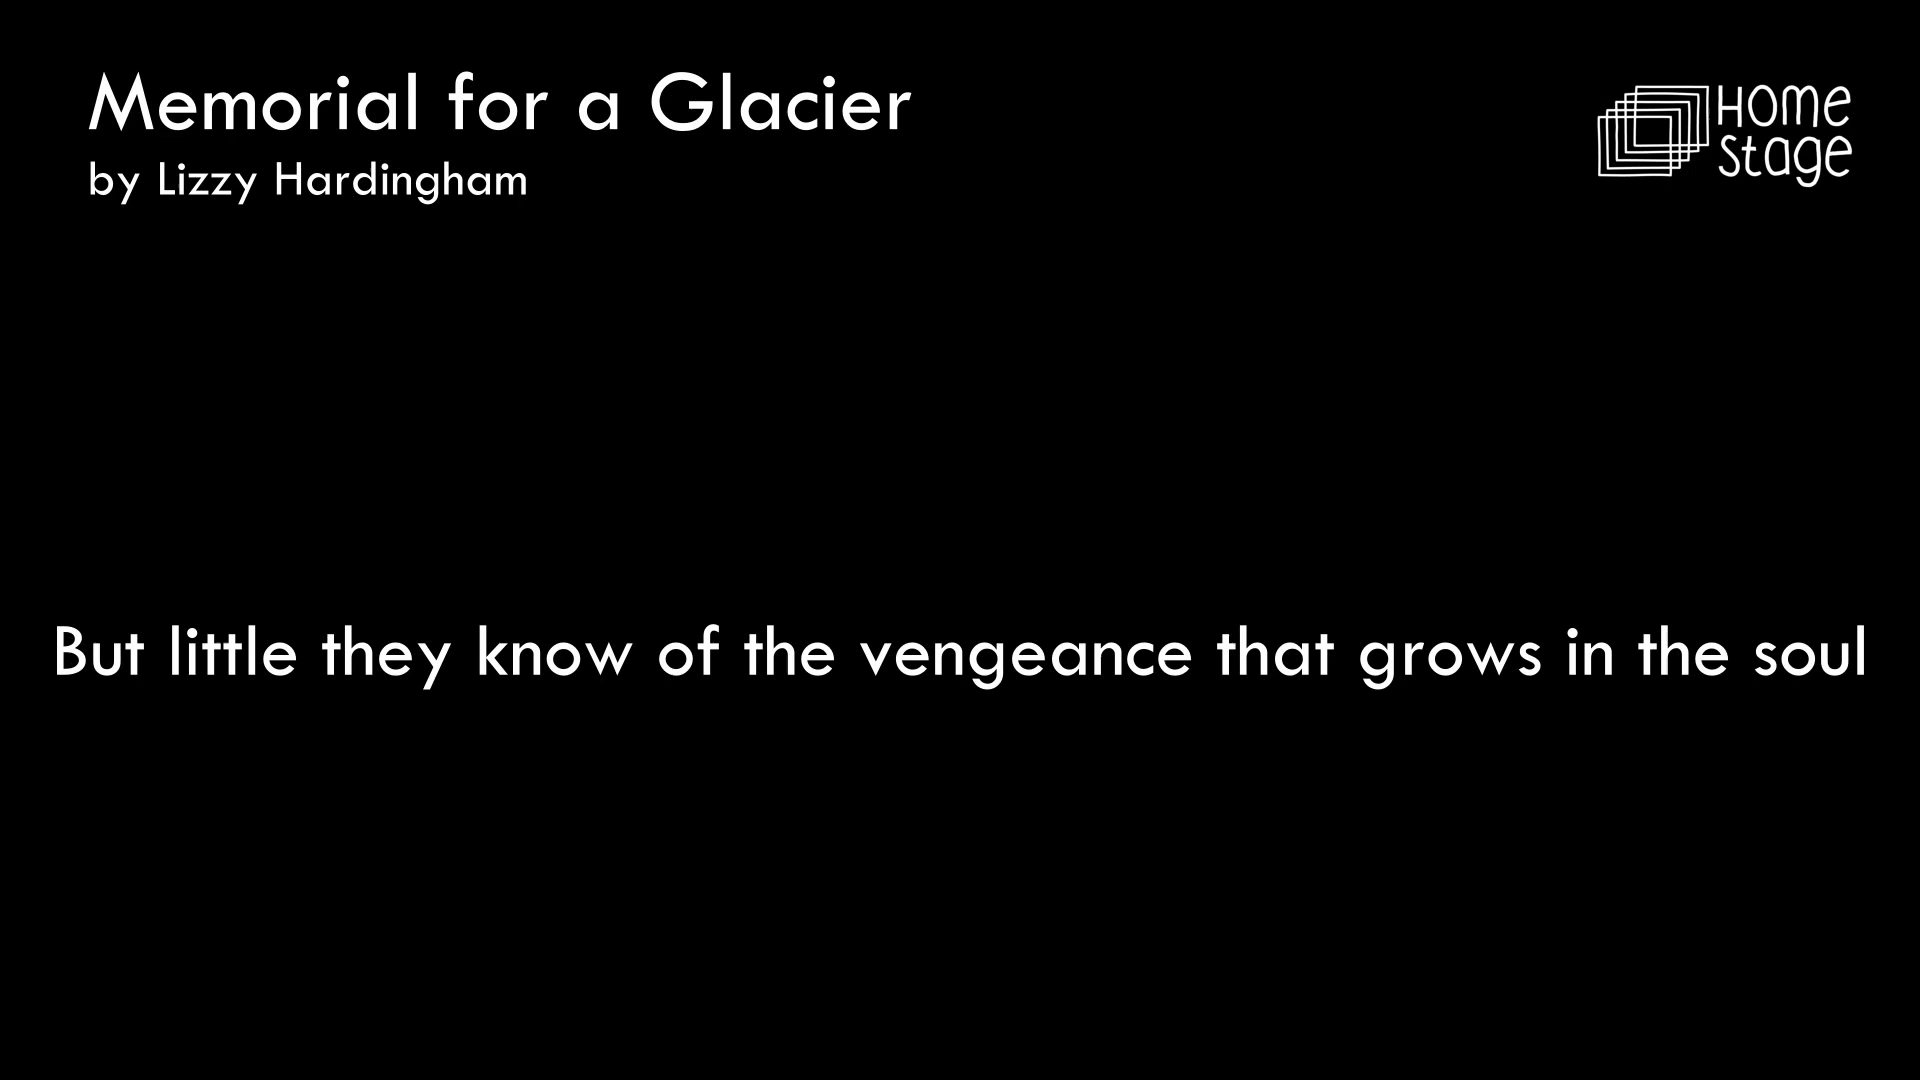 Memorial for a Glacier
by Lizzy Hardingham
HOme
Stage
But little they know of the vengeance that grows in the soul